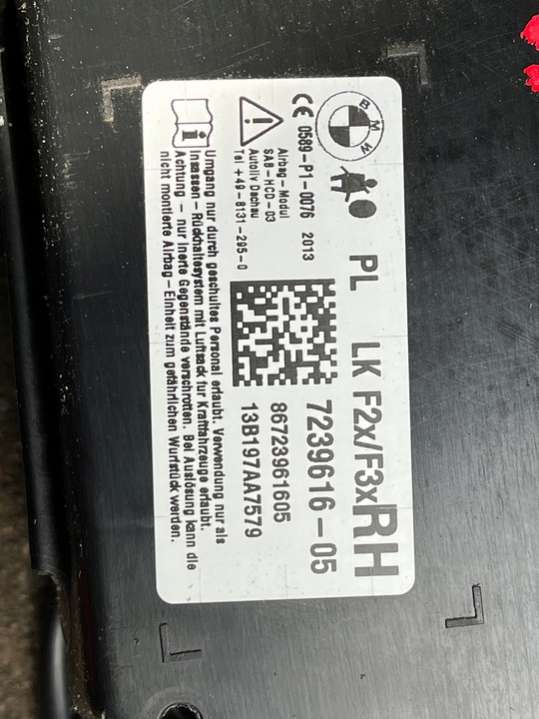 BMW
PL LK F2x/F3x RH
CE 0589-P1-0076 2013
Airbag-Modul
SAB-HCD-03
Autoliv Dachau
Tel +49-8131-295-0
7239616-05
86723961605
13B197AA7579
Umgang nur durch geschultes Personal erlaubt. Verwendung nur als
Insassen-Rückhaltesystem mit Luftsack für Kraftfahrzeuge erlaubt.
Achtung - nur inerte Gegenstände verschrotten. Bei Auslösung kann die
nicht montierte Airbag-Einheit zum gefährlichen Wurfstück werden.